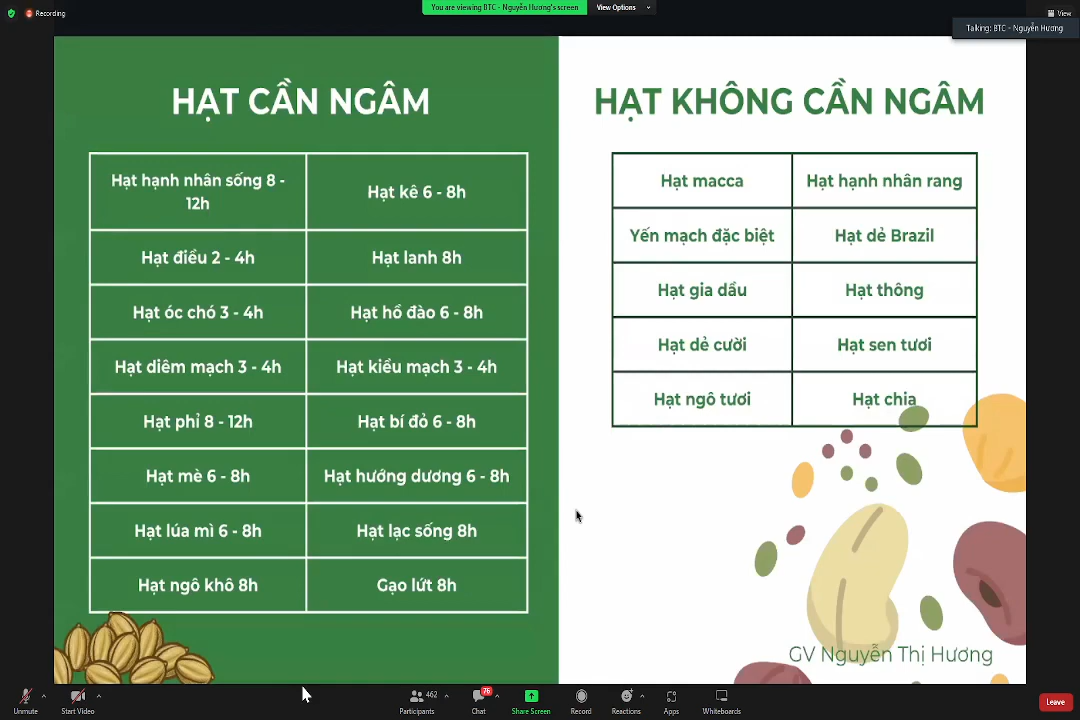 Recording
You are viewing BTC - Nguyễn Hương's screen
View Options
View
Talking: BTC - Nguyễn Hương
HẠT CẦN NGÂM
Hạt hạnh nhân sống 8 -
12h
Hạt kê 6 - 8h
Hạt điều 2 - 4h
Hạt lanh 8h
Hạt óc chó 3 - 4h
Hạt hồ đào 6 - 8h
Hạt diêm mạch 3 - 4h
Hạt kiều mạch 3 - 4h
Hạt phỉ 8 - 12h
Hạt bí đỏ 6 - 8h
Hạt mè 6 - 8h
Hạt hướng dương 6 - 8h
Hạt lúa mì 6 - 8h
Hạt lạc sống 8h
Hạt ngô khô 8h
Gạo lứt 8h
HẠT KHÔNG CẦN NGÂM
Hạt macca
Hạt hạnh nhân rang
Yến mạch đặc biệt
Hạt dẻ Brazil
Hạt gia dầu
Hạt thông
Hạt dẻ cười
Hạt sen tươi
Hạt ngô tươi
Hạt chia
GV Nguyễn Thị Hương
Unmute
Start Video
462
Participants
76
Chat
Share Screen
Record
Reactions
Apps
Whiteboards
Leave